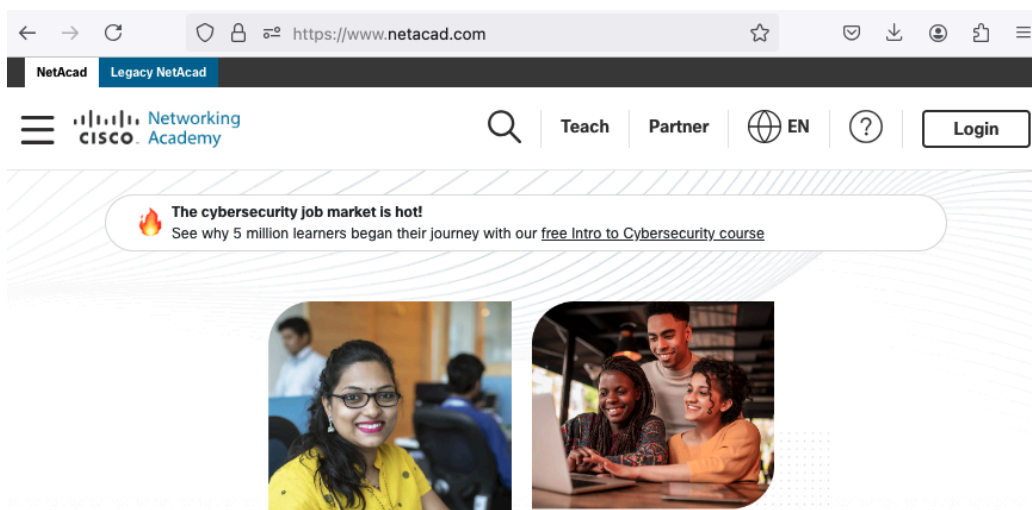 https://www.netacad.com
NetAcad Legacy NetAcad
CISCO Networking Academy
Teach Partner EN ? Login
The cybersecurity job market is hot!
See why 5 million learners began their journey with our free Intro to Cybersecurity course